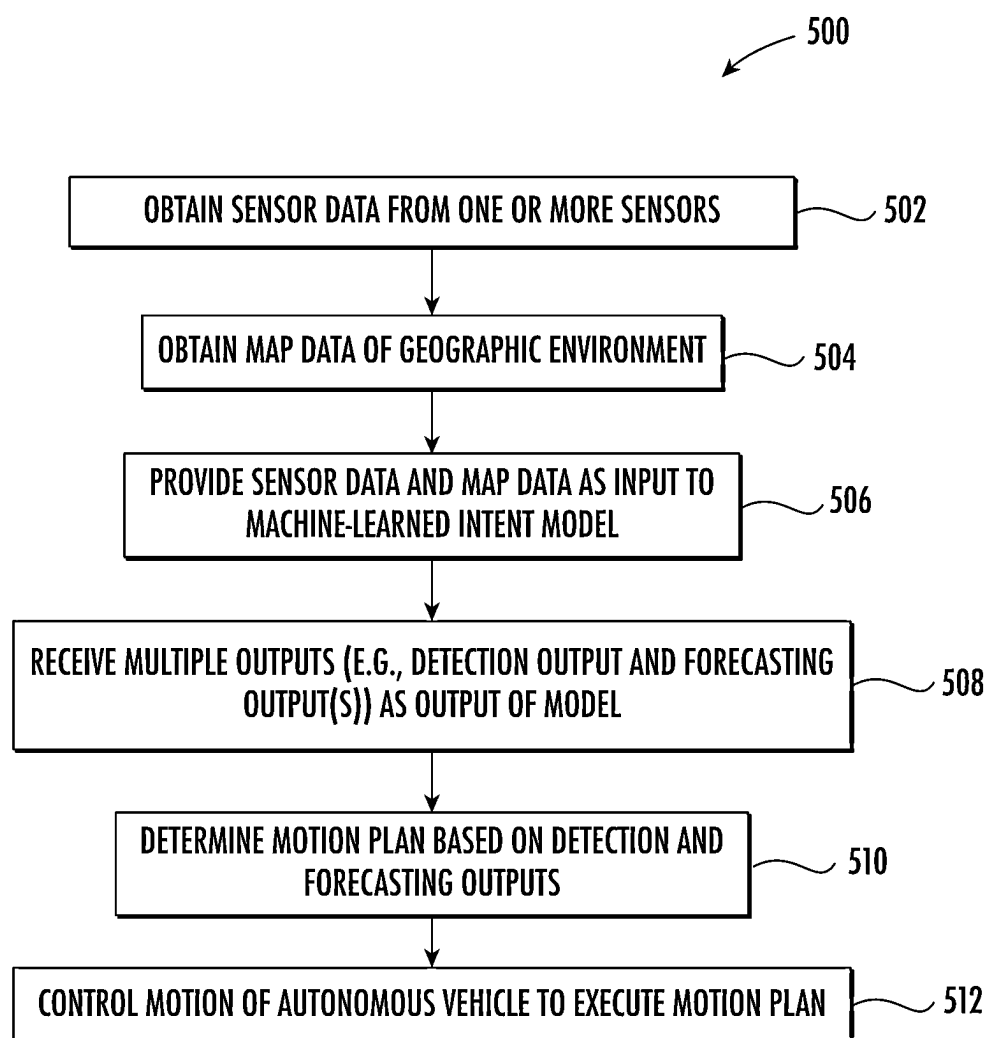 500
OBTAIN SENSOR DATA FROM ONE OR MORE SENSORS
502
OBTAIN MAP DATA OF GEOGRAPHIC ENVIRONMENT
504
PROVIDE SENSOR DATA AND MAP DATA AS INPUT TO
MACHINE-LEARNED INTENT MODEL
506
RECEIVE MULTIPLE OUTPUTS (E.G., DETECTION OUTPUT AND FORECASTING
OUTPUT(S)) AS OUTPUT OF MODEL
508
DETERMINE MOTION PLAN BASED ON DETECTION AND
FORECASTING OUTPUTS
510
CONTROL MOTION OF AUTONOMOUS VEHICLE TO EXECUTE MOTION PLAN
512